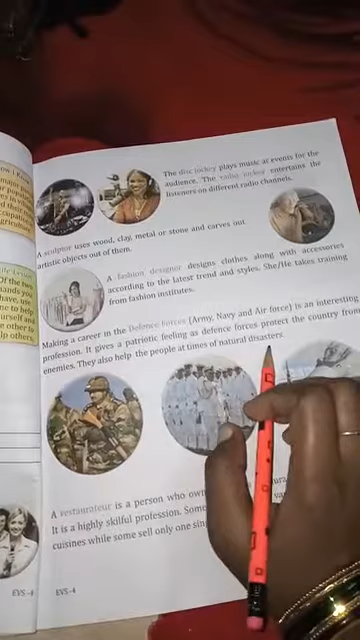 The disc jockey plays music at events for the
audience. The radio jockey entertains the
listeners on different radio channels.
A sculptor uses wood, clay, metal or stone and carves out
artistic objects out of them.
A fashion designer designs clothes along with accessories
according to the latest trend and styles. She/He takes training
from fashion institutes.
Making a career in the Defence Forces (Army, Navy and Air force) is an interesting
profession. It gives a patriotic feeling as defence forces protect the country from
enemies. They also help the people at times of natural disasters.
A restaurateur is a person who own
It is a highly skilful profession. Som
cuisines while some sell only one
EVS-4
EVS-4